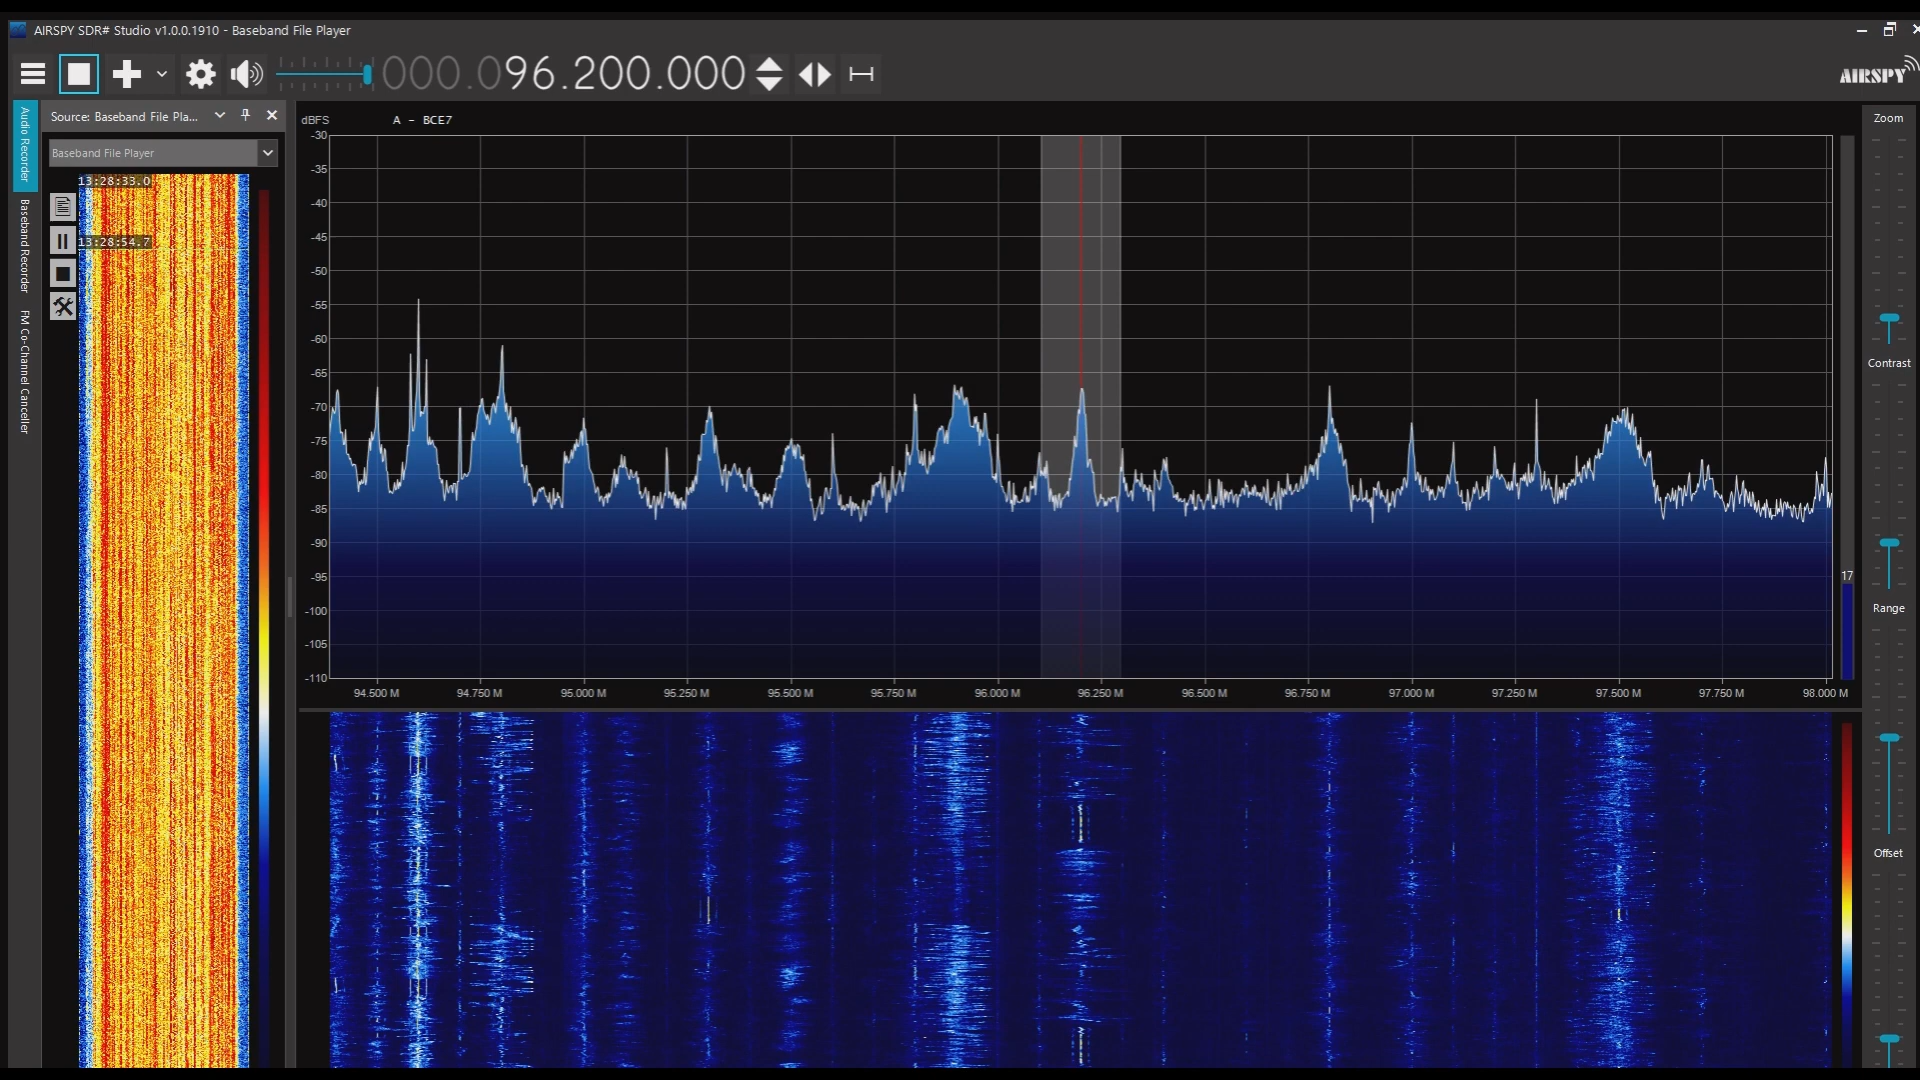 AIRSPY SDR# Studio v1.0.0.1910 - Baseband File Player
000.096.200.000
AIRSPY
Audio Recorder
Baseband Recorder
FM Co-Channel Canceller
Source: Baseband File Pla...
Baseband File Player
13:28:33.0
13:28:54.7
dBFS
A - BCE7
-30
-35
-40
-45
-50
-55
-60
-65
-70
-75
-80
-85
-90
-95
-100
-105
-110
94.500 M 94.750 M 95.000 M 95.250 M 95.500 M 95.750 M 96.000 M 96.250 M 96.500 M 96.750 M 97.000 M 97.250 M 97.500 M 97.750 M 98.000 M
17
Zoom
Contrast
Range
Offset